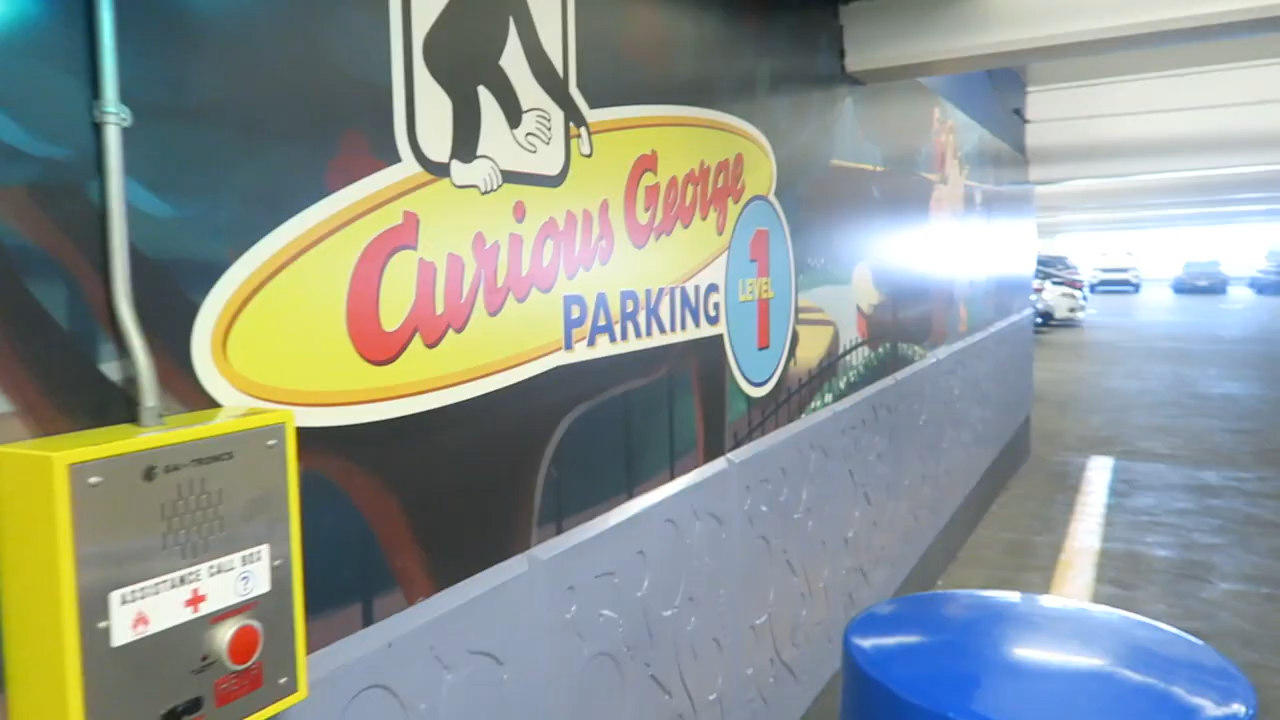 Curious George
PARKING
1
LEVEL
GAI-TRONICS
ASSISTANCE CALL BOX
?